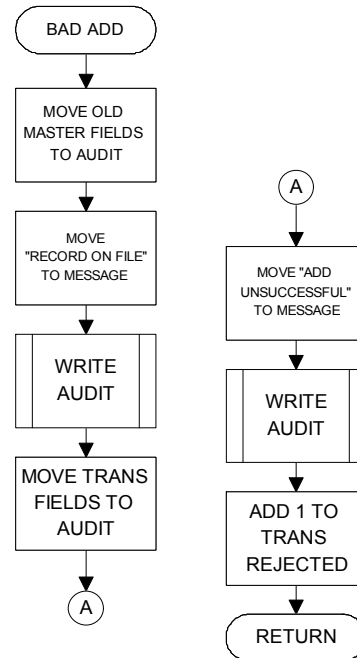 BAD ADD
MOVE OLD
MASTER FIELDS
TO AUDIT
MOVE
"RECORD ON FILE"
TO MESSAGE
WRITE
AUDIT
MOVE TRANS
FIELDS TO
AUDIT
A
A
MOVE "ADD
UNSUCCESSFUL"
TO MESSAGE
WRITE
AUDIT
ADD 1 TO
TRANS
REJECTED
RETURN